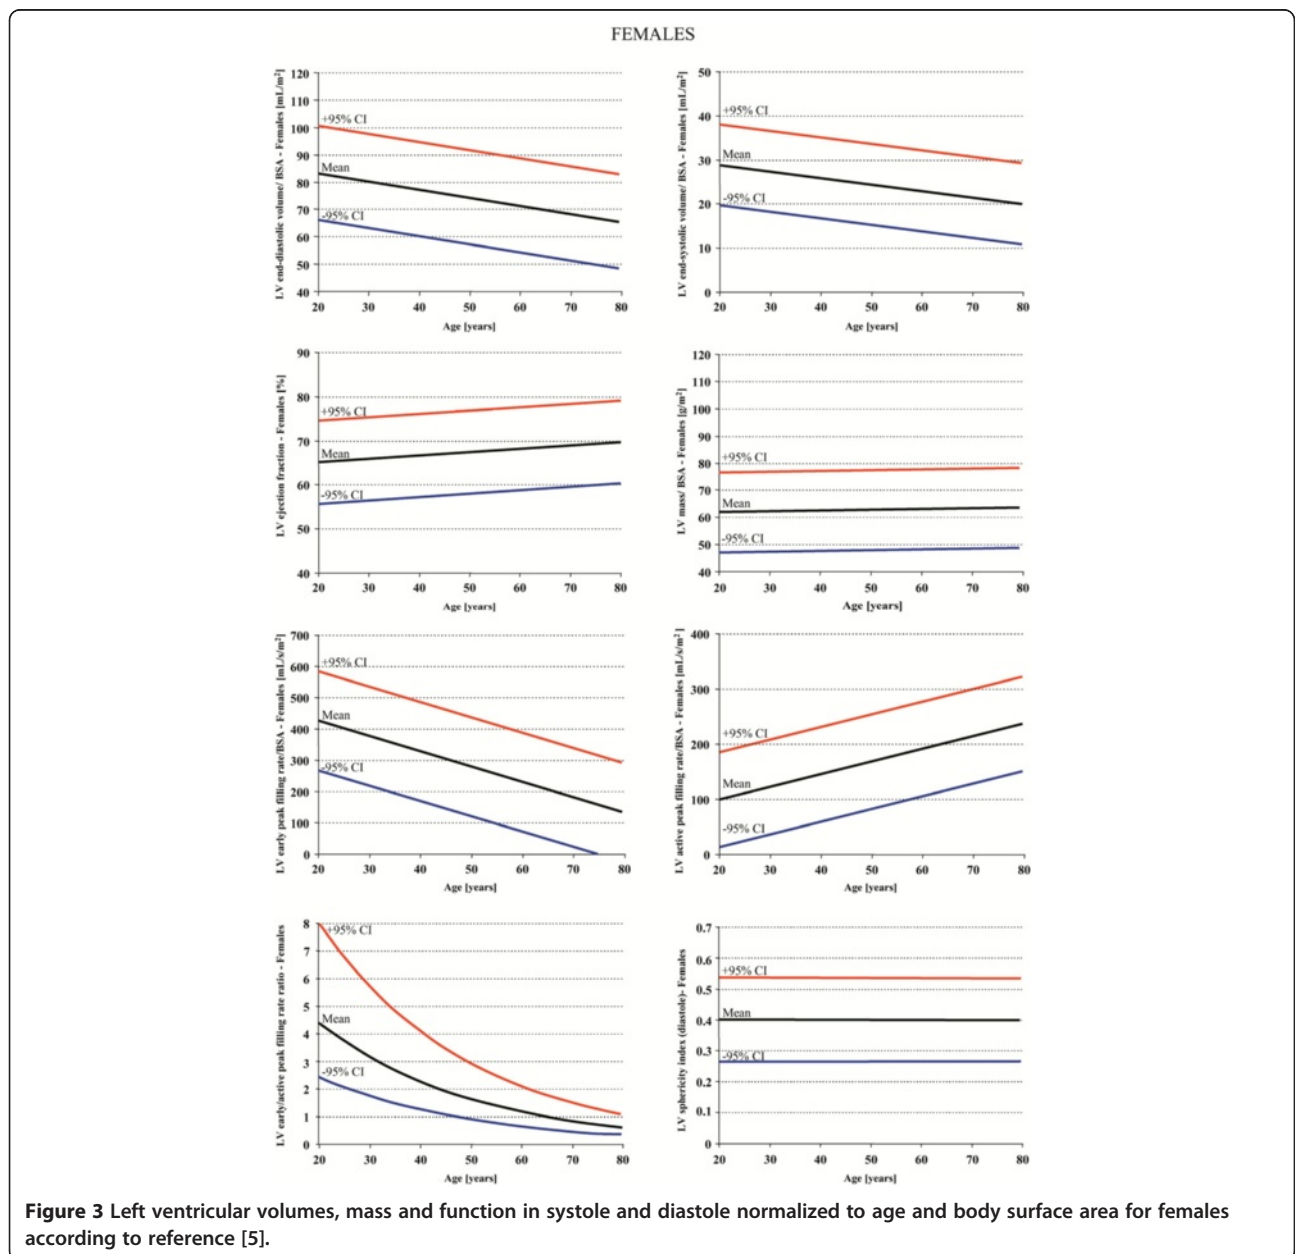 FEMALES
LV end-diastolic volume/ BSA - Females [mL/m²]
120
110
100
90
80
70
60
50
40
+95% CI
Mean
-95% CI
20 30 40 50 60 70 80
Age [years]
LV end-systolic volume/ BSA - Females [mL/m²]
50
40
30
20
10
0
+95% CI
Mean
-95% CI
20 30 40 50 60 70 80
Age [years]
LV ejection fraction - Females [%]
90
80
70
60
50
40
+95% CI
Mean
-95% CI
20 30 40 50 60 70 80
Age [years]
LV mass/ BSA - Females [g/m²]
120
110
100
90
80
70
60
50
40
+95% CI
Mean
-95% CI
20 30 40 50 60 70 80
Age [years]
LV early peak filling rate/BSA - Females [mL/s/m²]
700
600
500
400
300
200
100
0
+95% CI
Mean
-95% CI
20 30 40 50 60 70 80
Age [years]
LV active peak filling rate/BSA - Females [mL/s/m²]
400
300
200
100
0
+95% CI
Mean
-95% CI
20 30 40 50 60 70 80
Age [years]
LV early/active peak filling rate ratio - Females
8
7
6
5
4
3
2
1
0
+95% CI
Mean
-95% CI
20 30 40 50 60 70 80
Age [years]
LV sphericity index (diastole)- Females
0.7
0.6
0.5
0.4
0.3
0.2
0.1
0
+95% CI
Mean
-95% CI
20 30 40 50 60 70 80
Age [years]
Figure 3 Left ventricular volumes, mass and function in systole and diastole normalized to age and body surface area for females
according to reference [5].